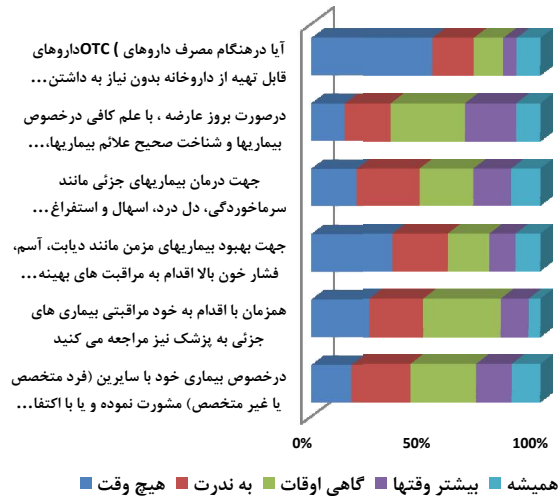 آیا درهنگام مصرف داروهای ) OTCداروهای
قابل تهیه از داروخانه بدون نیاز به داشتن...
درصورت بروز عارضه ، با علم کافی درخصوص
بیماریها و شناخت صحیح علائم بیماریها....
جهت درمان بیماریهای جزئی مانند
سرماخوردگی، دل درد، اسهال و استفراغ...
جهت بهبود بیماریهای مزمن مانند دیابت، آسم،
فشار خون بالا اقدام به مراقبت های بهینه...
همزمان با اقدام به خود مراقبتی بیماری های
جزئی به پزشک نیز مراجعه می کنید
درخصوص بیماری خود با سایرین (فرد متخصص
یا غیر متخصص) مشورت نموده و یا با اکتفا...
0% 50% 100%
هیچ وقت به ندرت گاهی اوقات بیشتر وقتها همیشه